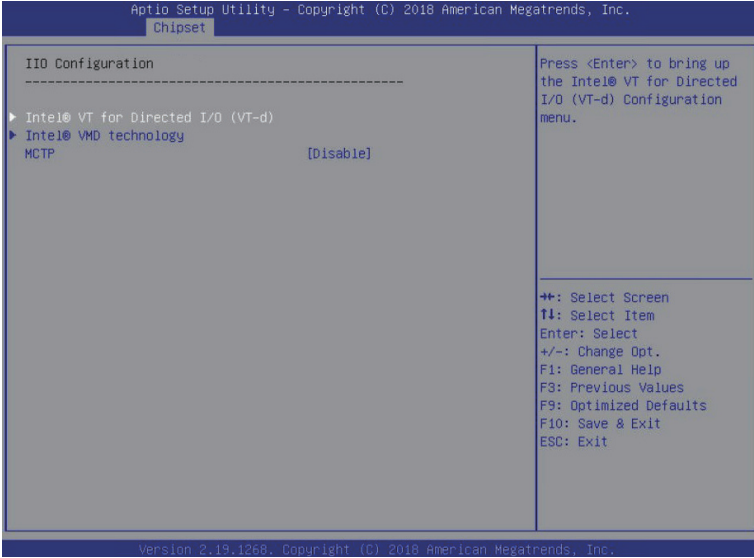 Aptio Setup Utility – Copyright (C) 2018 American Megatrends, Inc.
Chipset
IIO Configuration
------------------------------------------------
Intel® VT for Directed I/O (VT-d)
Intel® VMD technology
MCTP [Disable]
Press <Enter> to bring up
the Intel® VT for Directed
I/O (VT-d) Configuration
menu.
→←: Select Screen
↑↓: Select Item
Enter: Select
+/-: Change Opt.
F1: General Help
F3: Previous Values
F9: Optimized Defaults
F10: Save & Exit
ESC: Exit
Version 2.19.1268. Copyright (C) 2018 American Megatrends, Inc.